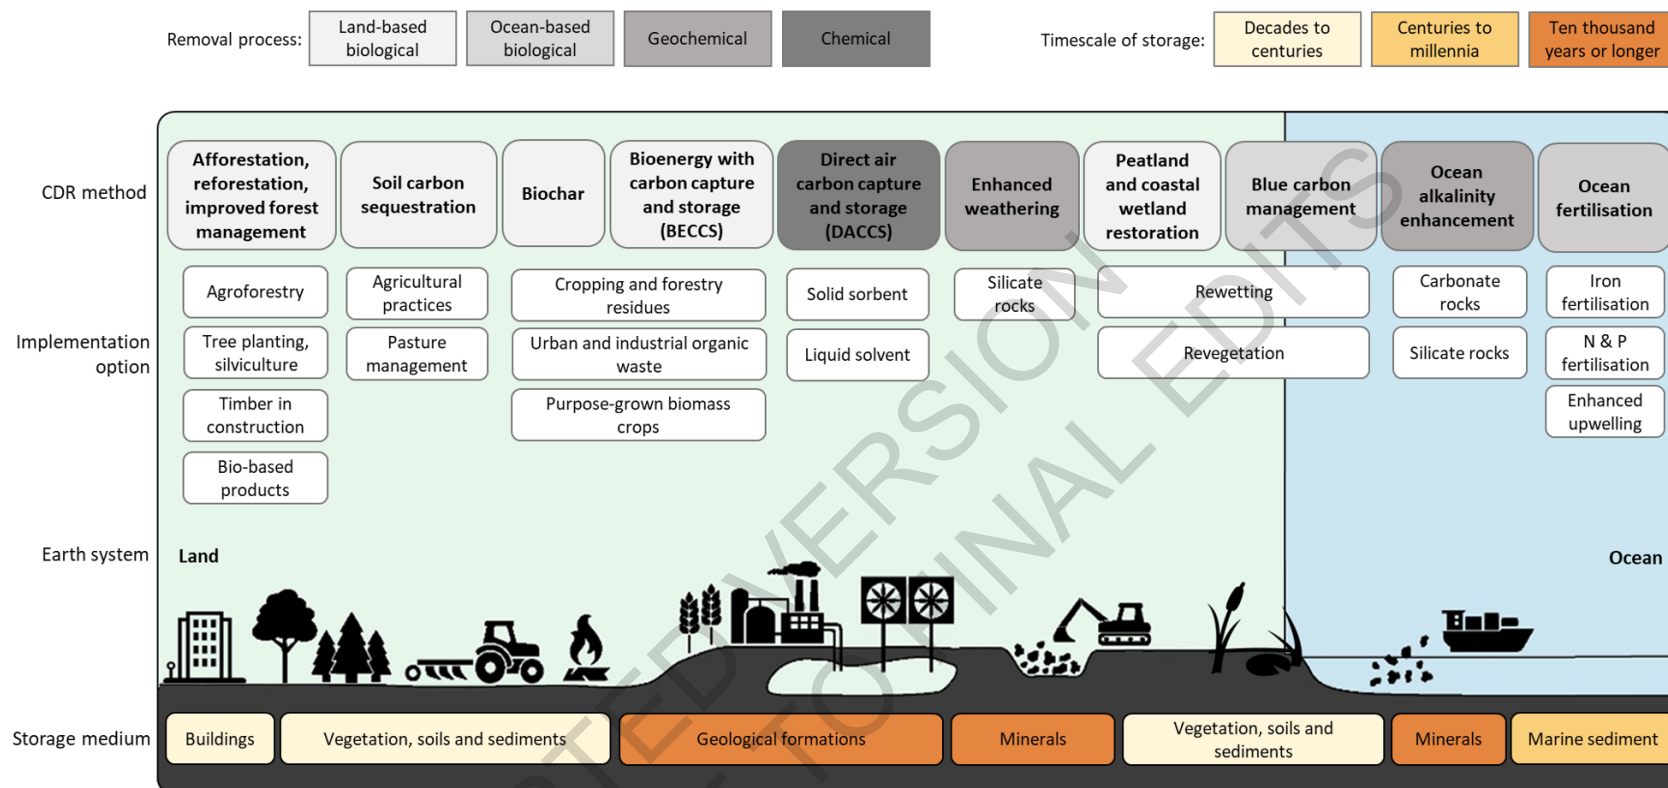 Removal process:
Land-based
biological
Ocean-based
biological
Geochemical
Chemical
Timescale of storage:
Decades to
centuries
Centuries to
millennia
Ten thousand
years or longer
CDR method
Afforestation,
reforestation,
improved forest
management
Soil carbon
sequestration
Biochar
Bioenergy with
carbon capture
and storage
(BECCS)
Direct air
carbon capture
and storage
(DACCS)
Enhanced
weathering
Peatland
and coastal
wetland
restoration
Blue carbon
management
Ocean
alkalinity
enhancement
Ocean
fertilisation
Implementation
option
Agroforestry
Tree planting,
silviculture
Timber in
construction
Bio-based
products
Agricultural
practices
Pasture
management
Cropping and forestry
residues
Urban and industrial organic
waste
Purpose-grown biomass
crops
Solid sorbent
Liquid solvent
Silicate
rocks
Rewetting
Revegetation
Carbonate
rocks
Silicate rocks
Iron
fertilisation
N & P
fertilisation
Enhanced
upwelling
Earth system
Land
Ocean
Storage medium
Buildings
Vegetation, soils and sediments
Geological formations
Minerals
Vegetation, soils and
sediments
Minerals
Marine sediment
VERSION
TO FINAL EDITS